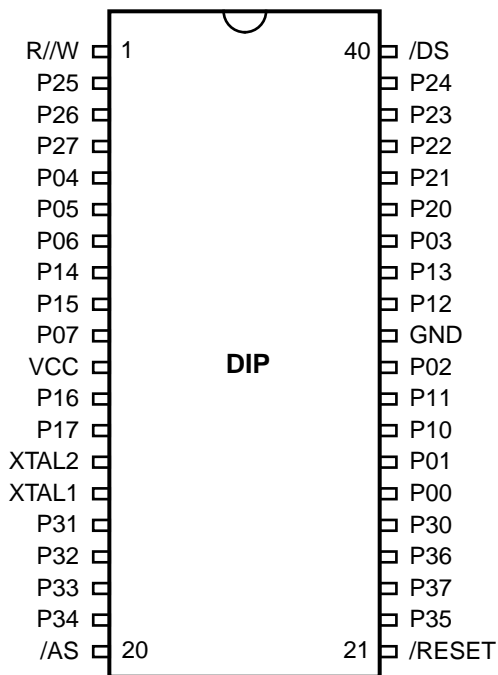 R//W 1 40 /DS
P25 P24
P26 P23
P27 P22
P04 P21
P05 P20
P06 P03
P14 P13
P15 P12
P07 GND
VCC DIP P02
P16 P11
P17 P10
XTAL2 P01
XTAL1 P00
P31 P30
P32 P36
P33 P37
P34 P35
/AS 20 21 /RESET